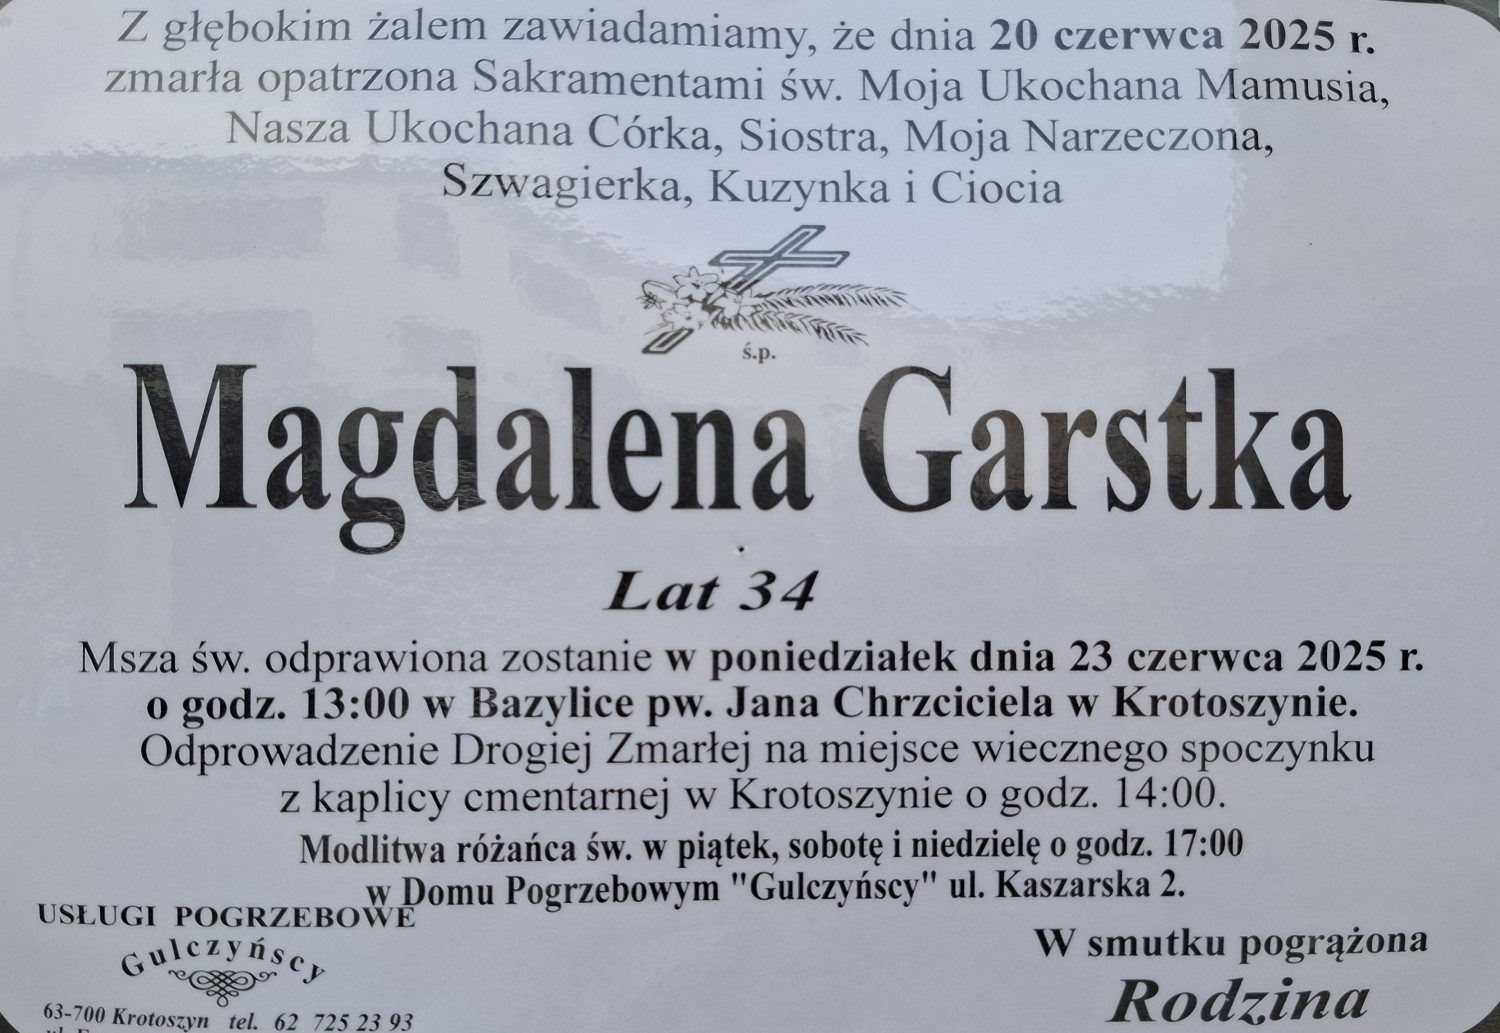 Z głębokim żalem zawiadamiamy, że dnia 20 czerwca 2025 r.
zmarła opatrzona Sakramentami św. Moja Ukochana Mamusia,
Nasza Ukochana Córka, Siostra, Moja Narzeczona,
Szwagierka, Kuzynka i Ciocia
ś.p.
Magdalena Garstka
Lat 34
Msza św. odprawiona zostanie w poniedziałek dnia 23 czerwca 2025 r.
o godz. 13:00 w Bazylice pw. Jana Chrzciciela w Krotoszynie.
Odprowadzenie Drogiej Zmarłej na miejsce wiecznego spoczynku
z kaplicy cmentarnej w Krotoszynie o godz. 14:00.
Modlitwa różańca św. w piątek, sobotę i niedzielę o godz. 17:00
w Domu Pogrzebowym "Gulczyńscy" ul. Kaszarska 2.
USŁUGI POGRZEBOWE
Gulczyńscy
63-700 Krotoszyn tel. 62 725 23 93
W smutku pogrążona
Rodzina